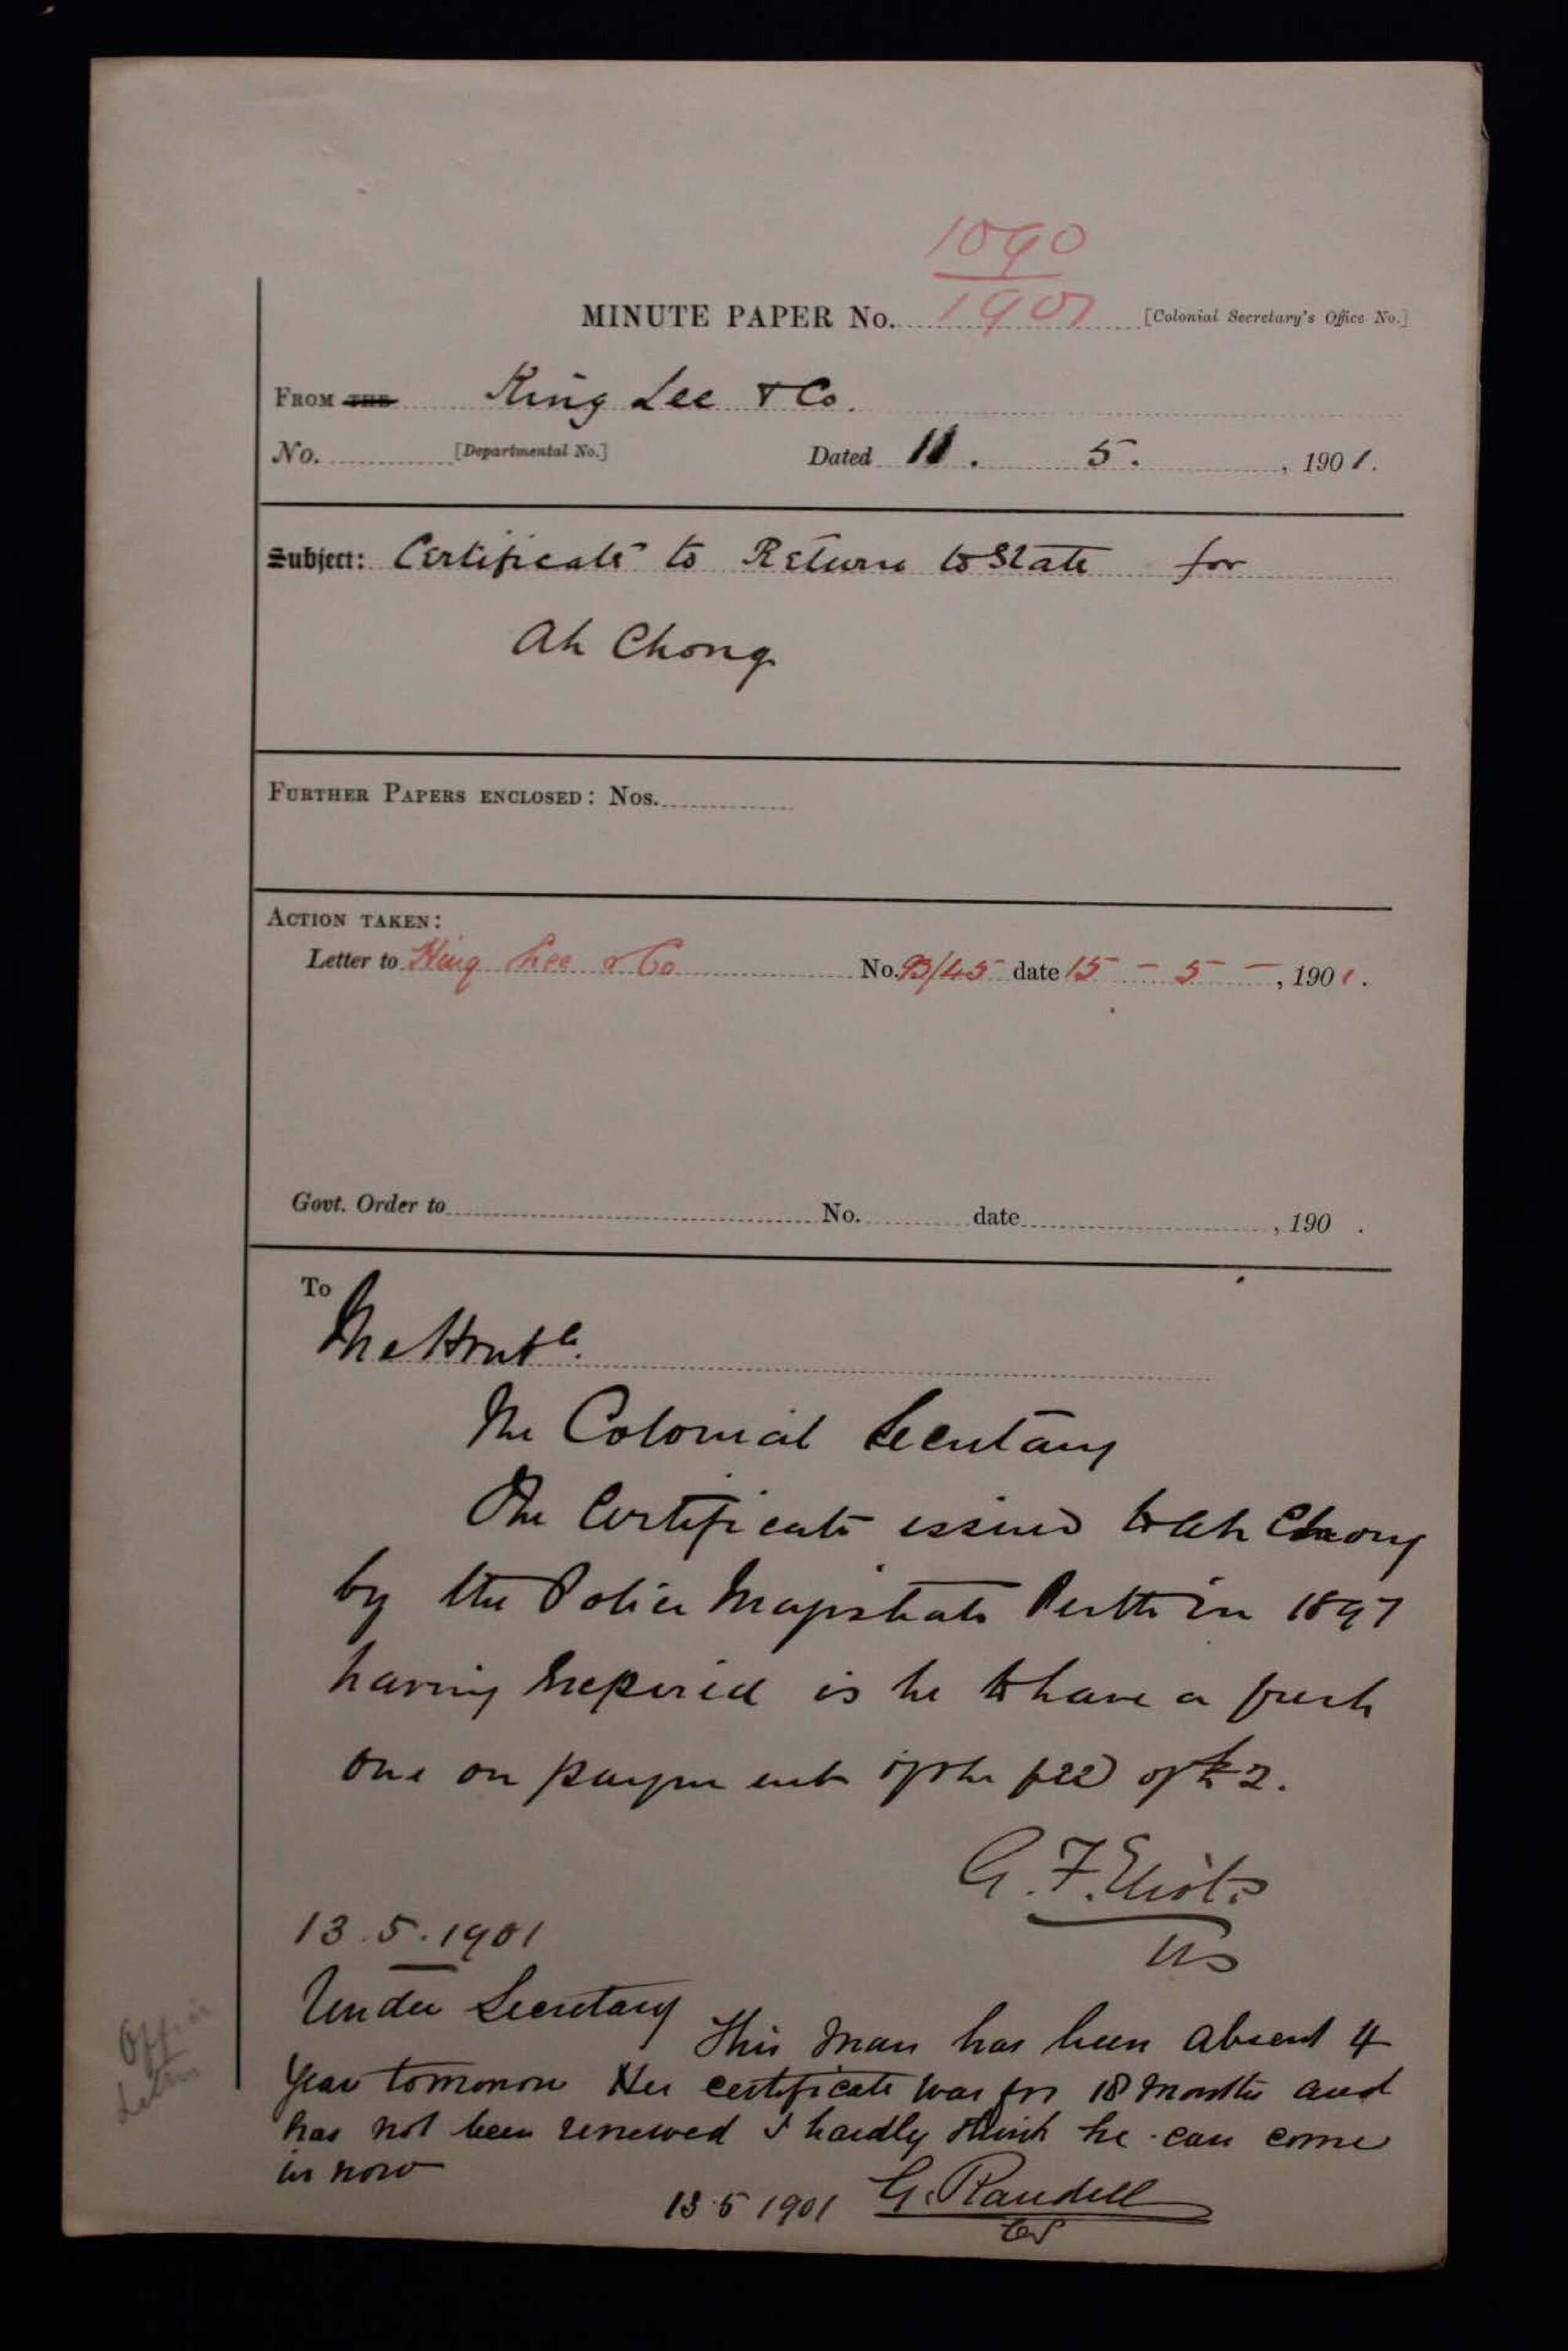 1090
1901
MINUTE PAPER No. [Colonial Secretary's Office No.]
FROM THE King Lee & Co.
No. [Departmental No.] Dated 11. 5. , 1901.
Subject: Certificate to Return to State for
Ah Chong
FURTHER PAPERS ENCLOSED: Nos.
ACTION TAKEN:
Letter to King Lee & Co No. 93/45 date 15 - 5 - , 1901.
Govt. Order to No. date , 190 .
To
The Honble.
The Colonial Secretary
The Certificate issued to Ah Chong
by the Police Magistrate Perth in 1897
having expired is he to have a fresh
one on payment of the fee of £2.
G. F. Eliot
US
13.5.1901
Under Secretary
This man has been absent 4
Year tomorrow His certificate was for 18 months and
has not been renewed I hardly think he can come
in now
13.5 1901 G. Randell
CS
Office
Letter